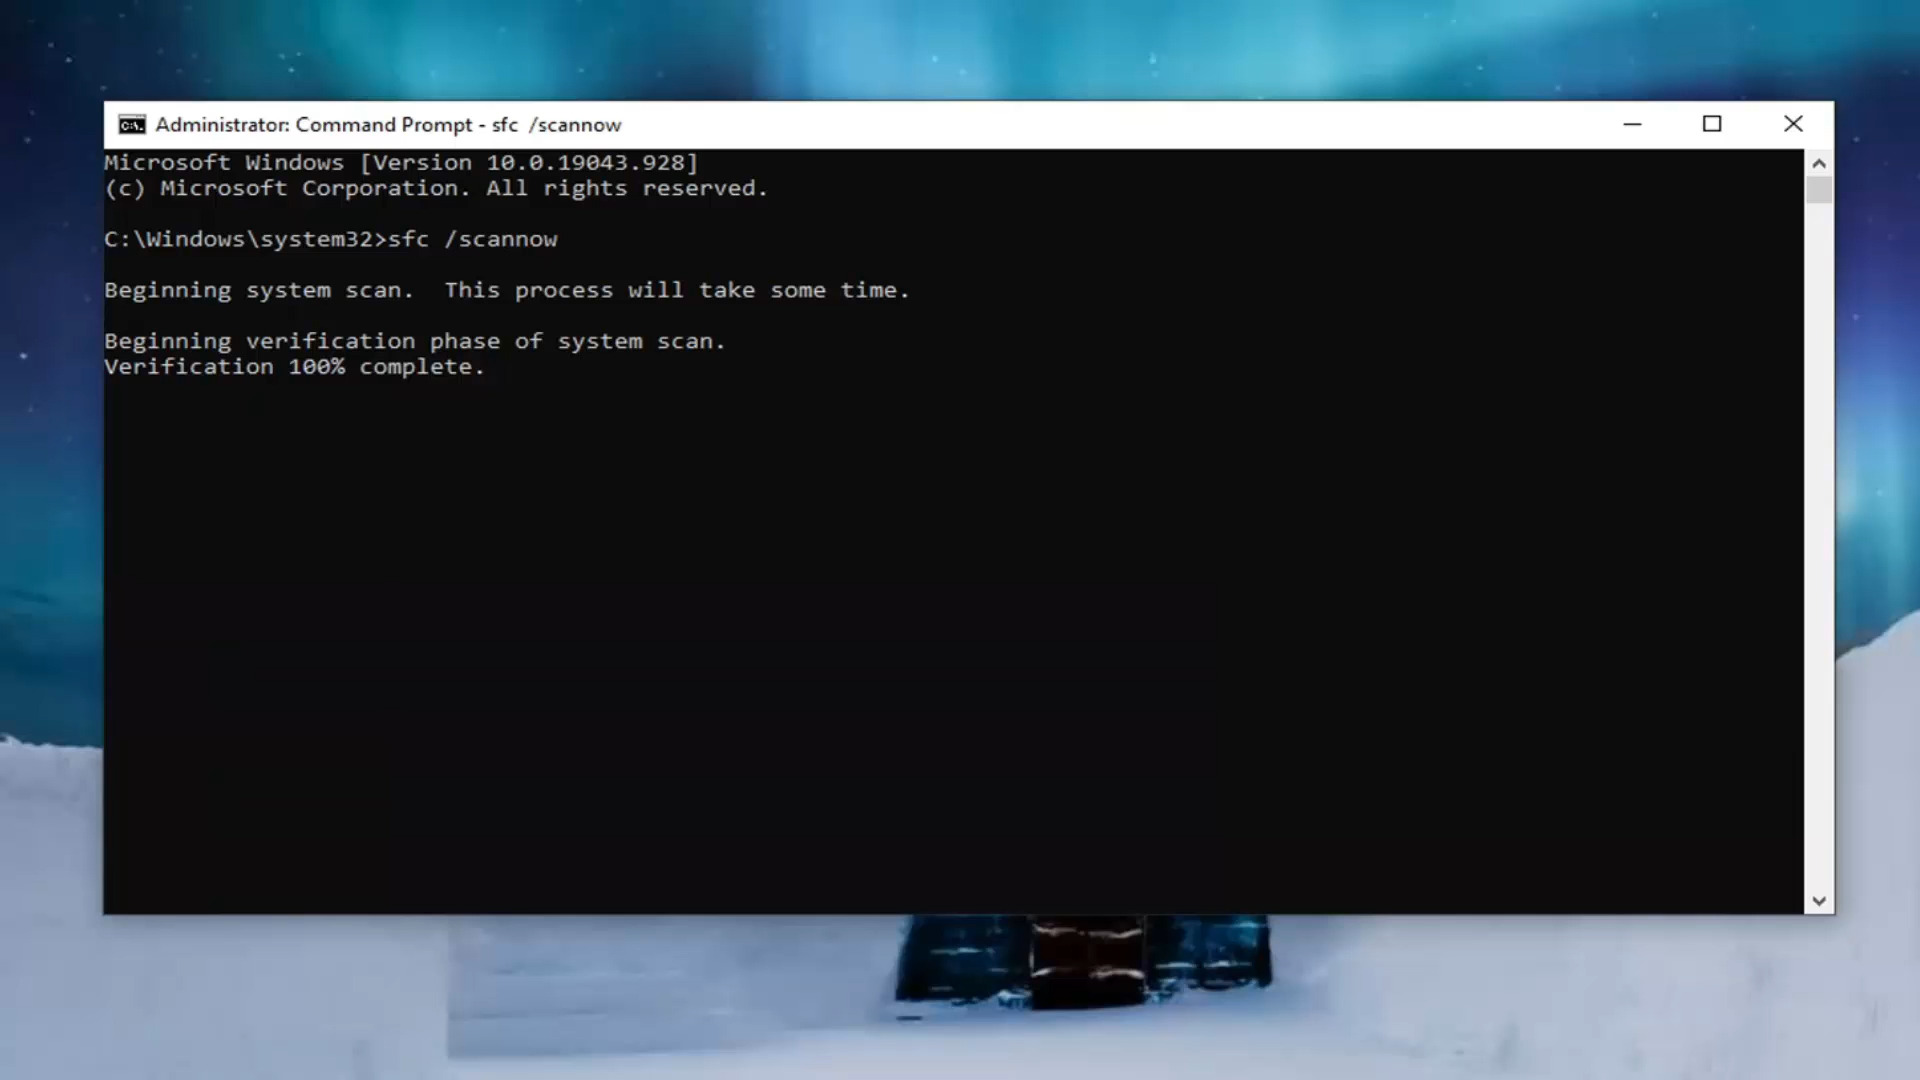 Administrator: Command Prompt - sfc  /scannow
Microsoft Windows [Version 10.0.19043.928]
(c) Microsoft Corporation. All rights reserved.
C:\Windows\system32>sfc /scannow
Beginning system scan.  This process will take some time.
Beginning verification phase of system scan.
Verification 100% complete.